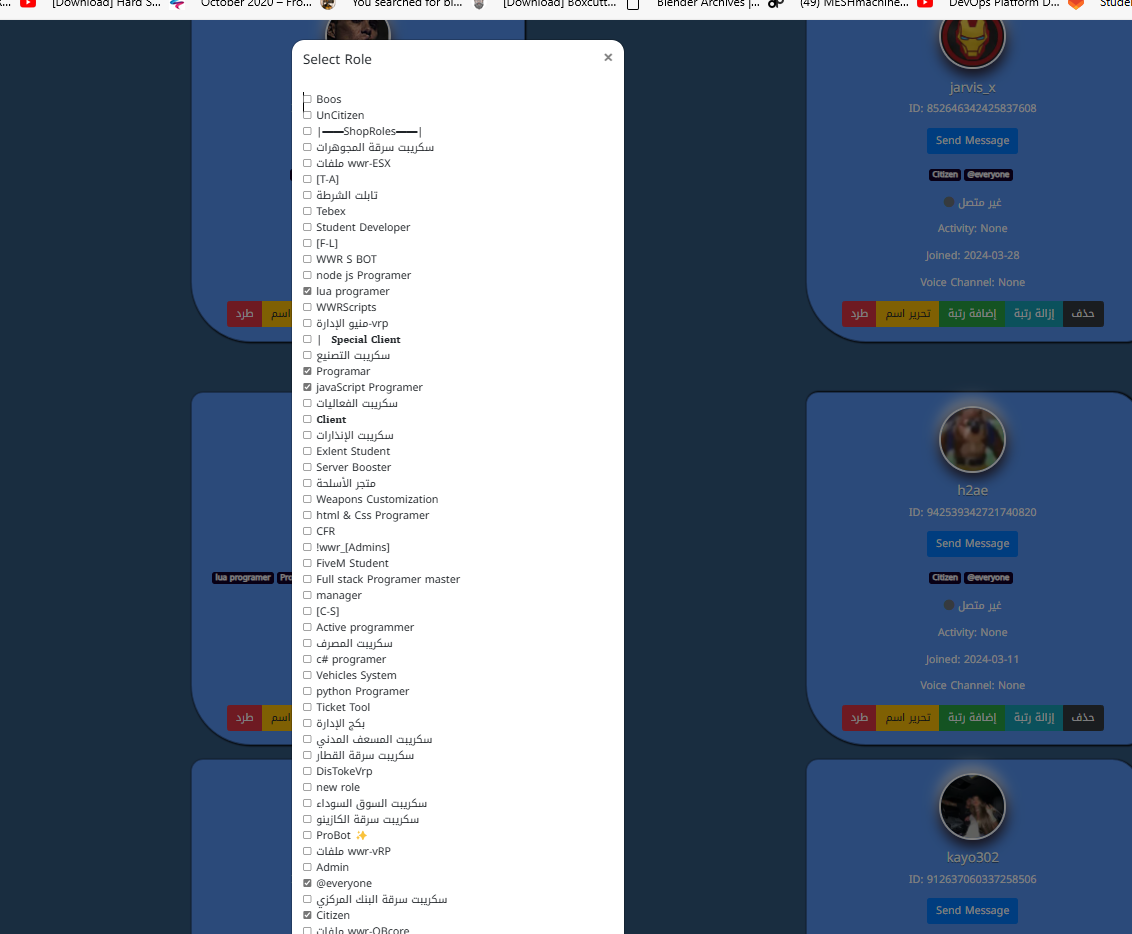 [Download] Hard S...
October 2020 – Fro...
You searched for bl...
[Download] Boxcutt...
Blender Archives |...
(49) MESHmachine...
DevOps Platform D...
Select Role
×
Boos
UnCitizen
|━━━ShopRoles━━━|
سكريبت سرقة المجوهرات
ملفات wwr-ESX
[T-A]
تابلت الشرطة
Tebex
Student Developer
[F-L]
WWR S BOT
node js Programer
lua programer
WWRScripts
منيو الإدارة-vrp
| Special Client
سكريبت التصنيع
Programar
javaScript Programer
سكريبت الفعاليات
Client
سكريبت الإنذارات
Exlent Student
Server Booster
متجر الأسلحة
Weapons Customization
html & Css Programer
CFR
!wwr_[Admins]
FiveM Student
Full stack Programer master
manager
[C-S]
Active programmer
سكريبت المصرف
c# programer
Vehicles System
python Programer
Ticket Tool
بكج الإدارة
سكريبت المسعف المدني
سكريبت سرقة القطار
DisTokeVrp
new role
سكريبت السوق السوداء
سكريبت سرقة الكازينو
ProBot ✨
ملفات wwr-vRP
Admin
@everyone
سكريبت سرقة البنك المركزي
Citizen
ملفات wwr-QBcore
طرد
اسم
lua programer
طرد
اسم
jarvis_x
ID: 852646342425837608
Send Message
Citizen @everyone
غير متصل
Activity: None
Joined: 2024-03-28
Voice Channel: None
طرد تحرير اسم إضافة رتبة إزالة رتبة حذف
h2ae
ID: 942539342721740820
Send Message
Citizen @everyone
غير متصل
Activity: None
Joined: 2024-03-11
Voice Channel: None
طرد تحرير اسم إضافة رتبة إزالة رتبة حذف
kayo302
ID: 912637060337258506
Send Message